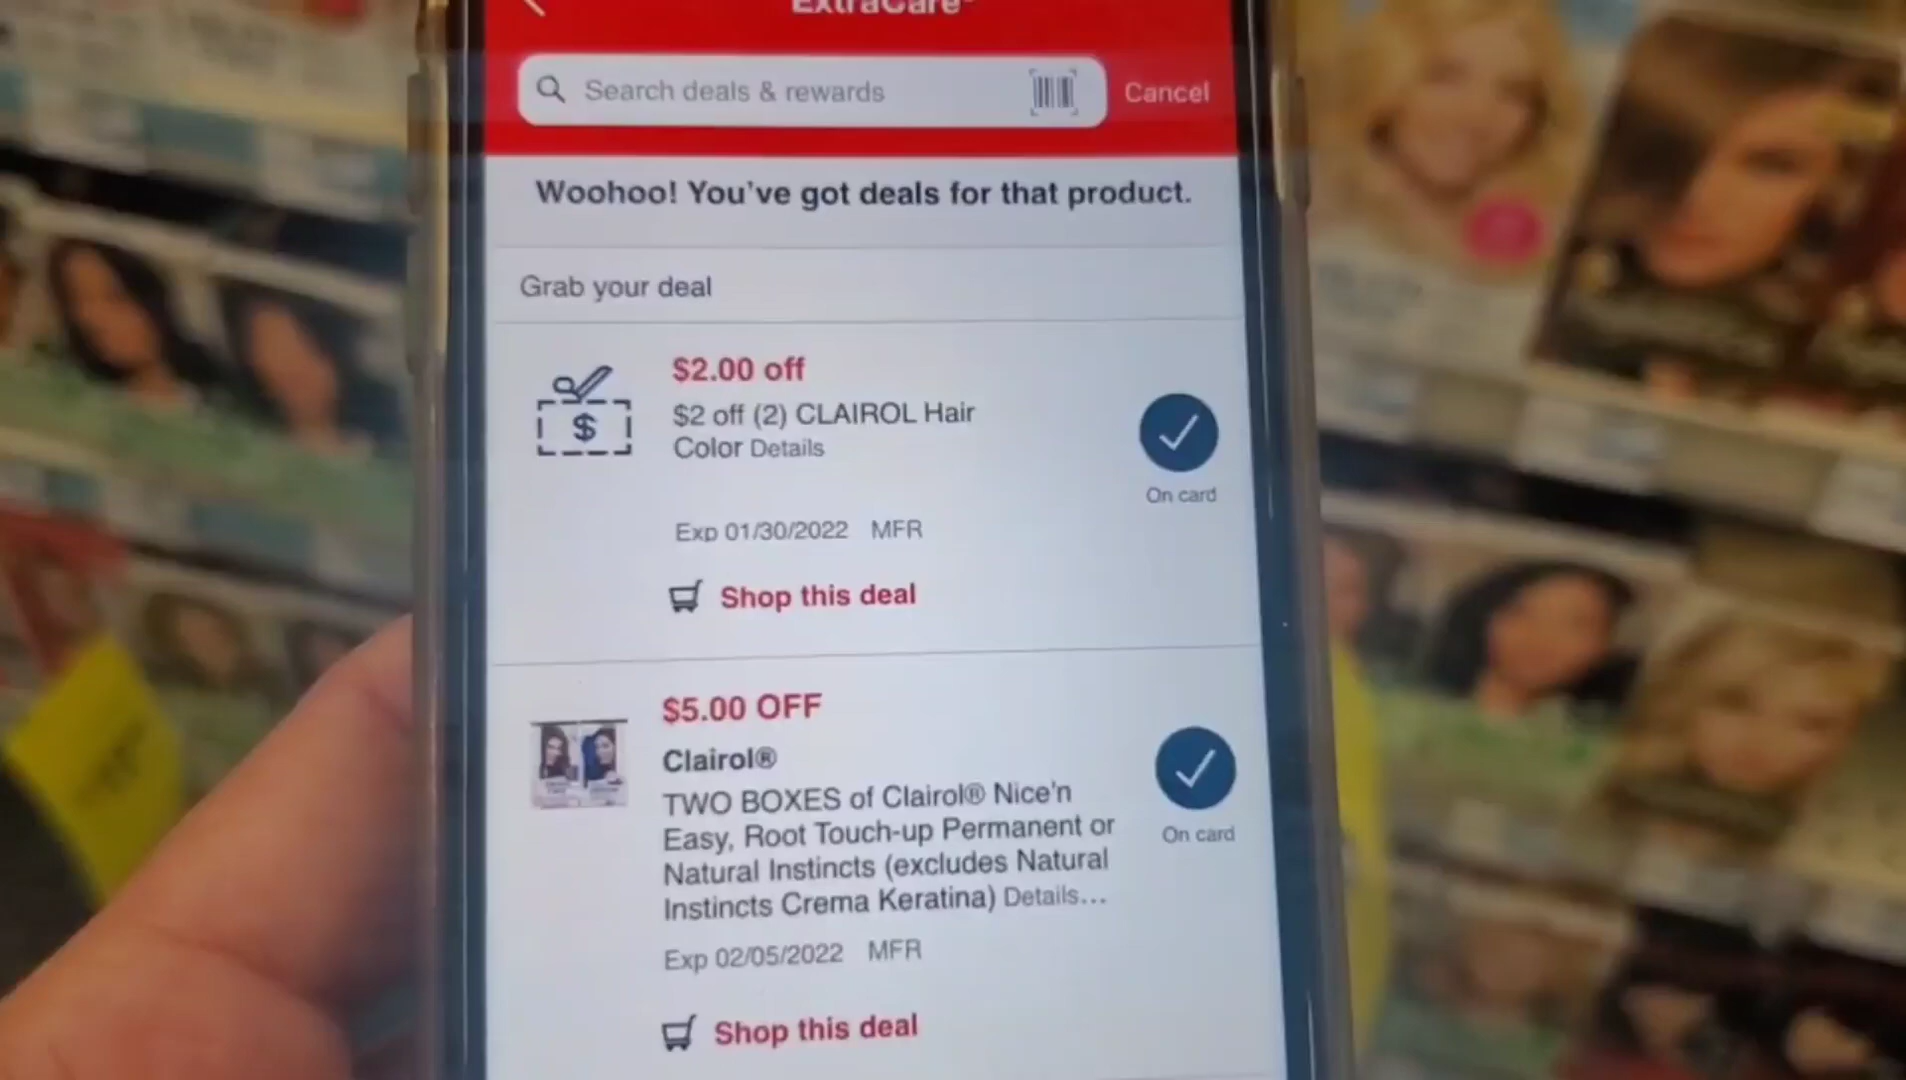 ExtraCare®
Search deals & rewards
Cancel
Woohoo! You've got deals for that product.
Grab your deal
$2.00 off
$2 off (2) CLAIROL Hair
Color Details
$
On card
Exp 01/30/2022 MFR
Shop this deal
$5.00 OFF
Clairol®
TWO BOXES of Clairol® Nice'n
Easy, Root Touch-up Permanent or
Natural Instincts (excludes Natural
Instincts Crema Keratina) Details...
On card
Exp 02/05/2022 MFR
Shop this deal